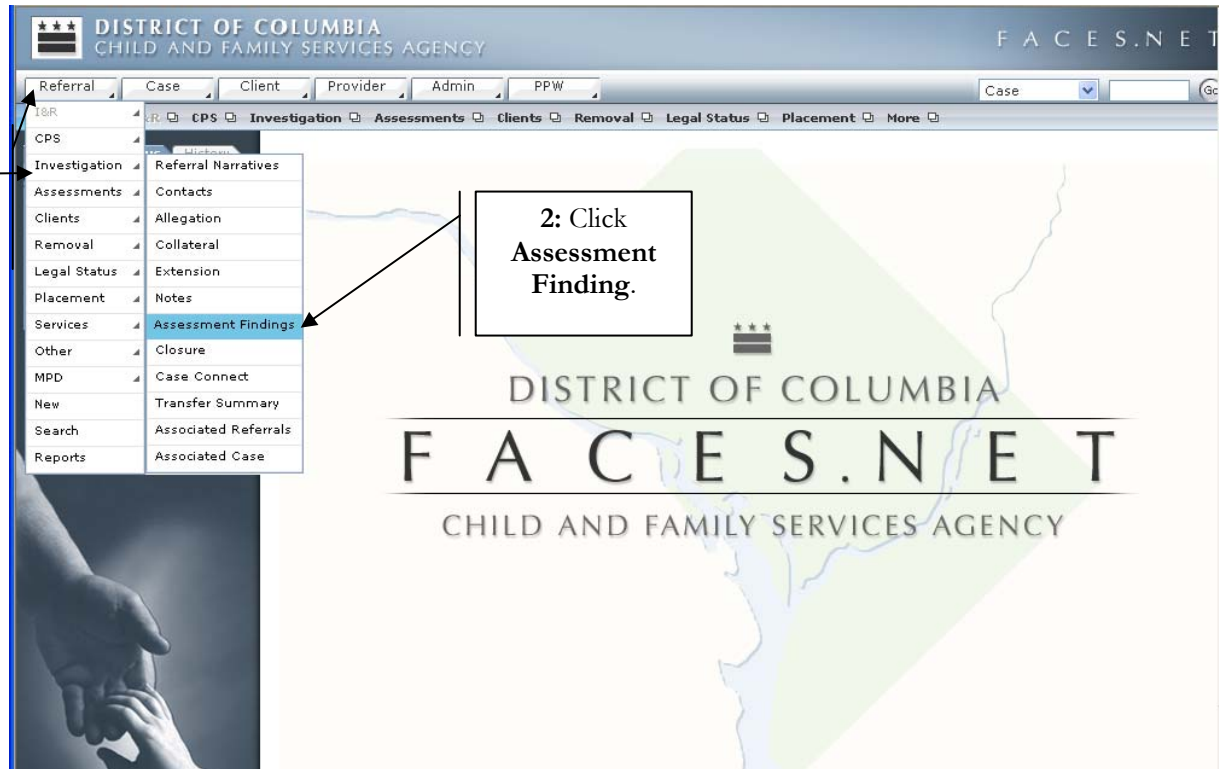 DISTRICT OF COLUMBIA
CHILD AND FAMILY SERVICES AGENCY
FACES.NET
Referral Case Client Provider Admin PPW
Case
CPS Investigation Assessments Clients Removal Legal Status Placement More
I&R
CPS
Investigation
Assessments
Clients
Removal
Legal Status
Placement
Services
Other
MPD
New
Search
Reports
History
Referral Narratives
Contacts
Allegation
Collateral
Extension
Notes
Assessment Findings
Closure
Case Connect
Transfer Summary
Associated Referrals
Associated Case
2: Click
Assessment
Finding.
DISTRICT OF COLUMBIA
FACES.NET
CHILD AND FAMILY SERVICES AGENCY